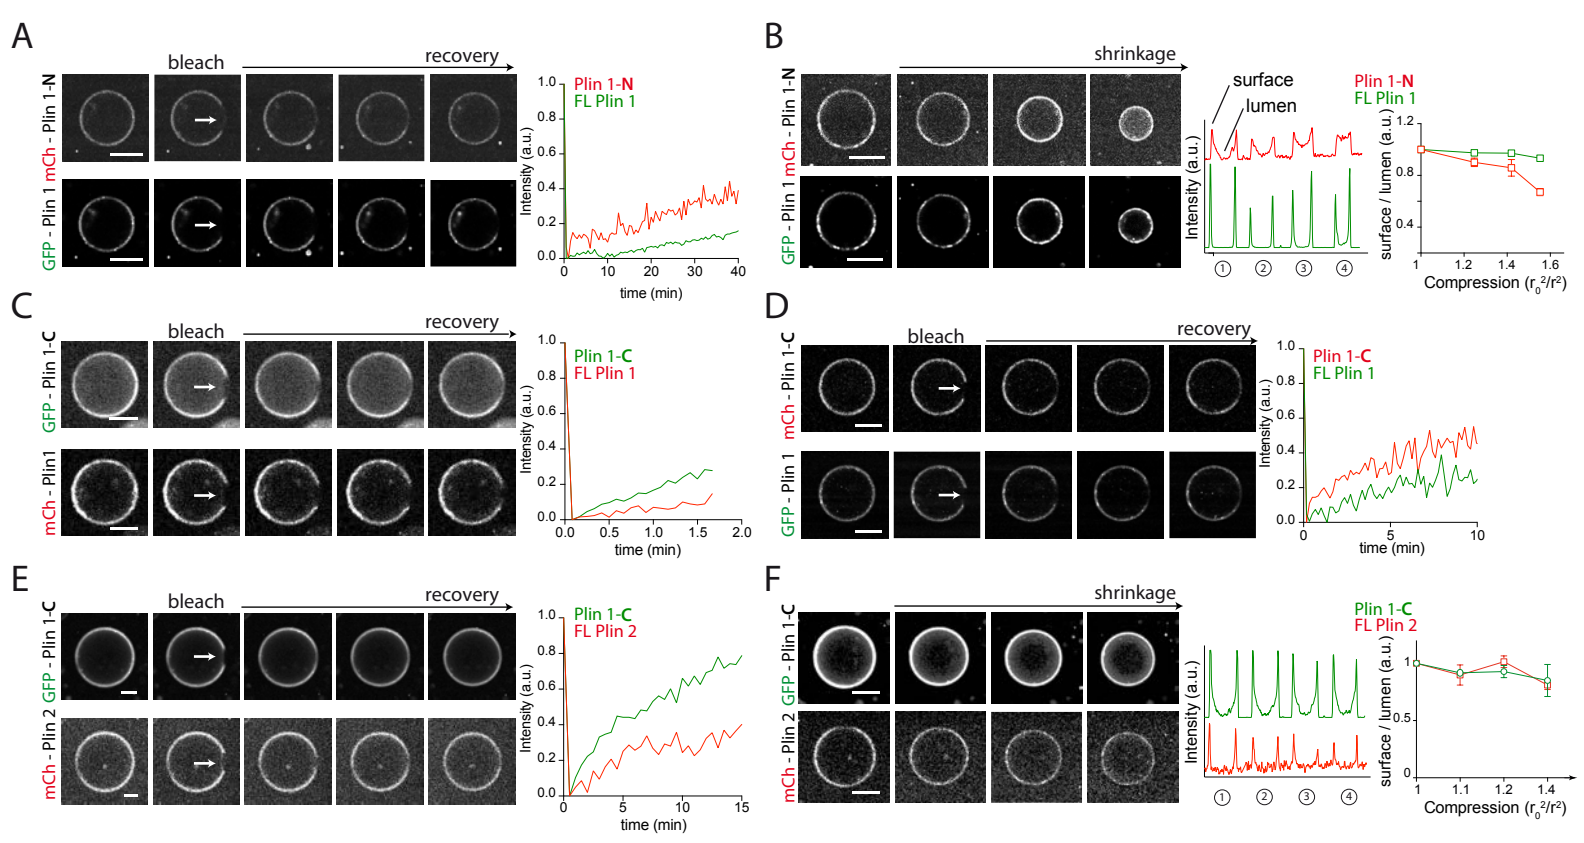 A
bleach
recovery
mCh - Plin 1-N
GFP - Plin 1
Intensity (a.u.)
1.0
0.8
0.6
0.4
0.2
0.0
Plin 1-N
FL Plin 1
0
10
20
30
40
time (min)
B
shrinkage
mCh - Plin 1-N
GFP - Plin 1
surface
lumen
Intensity (a.u.)
1
2
3
4
Plin 1-N
FL Plin 1
surface / lumen (a.u.)
1.2
0.8
0.4
1
1.2
1.4
1.6
Compression (r₀²/r²)
C
bleach
recovery
GFP - Plin 1-C
mCh - Plin1
Intensity (a.u.)
1.0
0.8
0.6
0.4
0.2
0.0
Plin 1-C
FL Plin 1
0.0
0.5
1.0
1.5
2.0
time (min)
D
bleach
recovery
mCh - Plin 1-C
GFP - Plin 1
Intensity (a.u.)
1.0
0.8
0.6
0.4
0.2
0.0
Plin 1-C
FL Plin 1
0
5
10
time (min)
E
bleach
recovery
GFP - Plin 1-C
mCh - Plin 2
Intensity (a.u.)
1.0
0.8
0.6
0.4
0.2
0.0
Plin 1-C
FL Plin 2
0
5
10
15
time (min)
F
shrinkage
GFP - Plin 1-C
mCh - Plin 2
Intensity (a.u.)
1
2
3
4
Plin 1-C
FL Plin 2
surface / lumen (a.u.)
1
0.5
0
1
1.1
1.2
1.4
Compression (r₀²/r²)